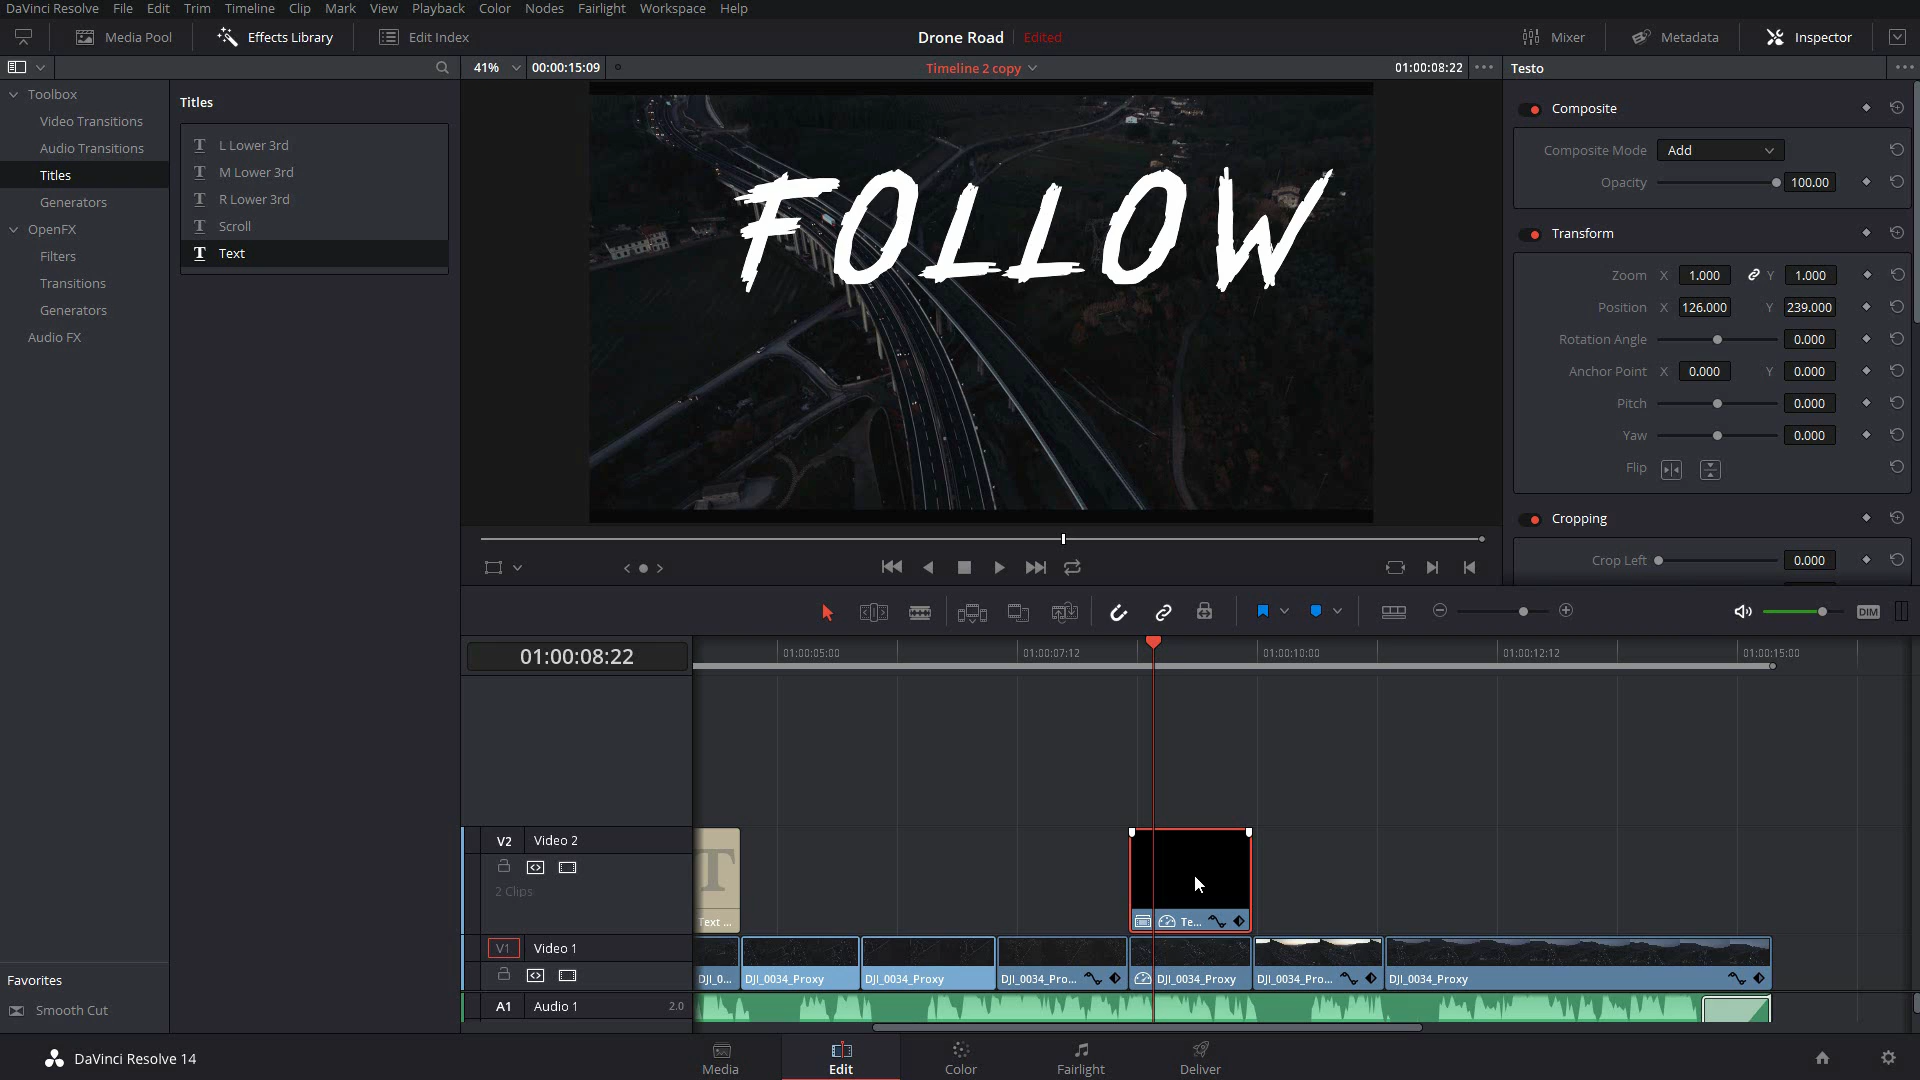 DaVinci Resolve File Edit Trim Timeline Clip Mark View Playback Color Nodes Fairlight Workspace Help
Media Pool Effects Library Edit Index Drone Road Edited Mixer Metadata Inspector
41% 00:00:15:09 Timeline 2 copy 01:00:08:22 Testo
Toolbox
Video Transitions
Audio Transitions
Titles
Generators
OpenFX
Filters
Transitions
Generators
Audio FX
Titles
L Lower 3rd
M Lower 3rd
R Lower 3rd
Scroll
Text
FOLLOW
Composite
Composite Mode Add
Opacity 100.00
Transform
Zoom X 1.000 Y 1.000
Position X 126.000 Y 239.000
Rotation Angle 0.000
Anchor Point X 0.000 Y 0.000
Pitch 0.000
Yaw 0.000
Flip
Cropping
Crop Left 0.000
DIM
01:00:08:22
01:00:05:00 01:00:07:12 01:00:10:00 01:00:12:12 01:00:15:00
V2 Video 2
2 Clips
Text ... Te...
V1 Video 1
DJI_0... DJI_0034_Proxy DJI_0034_Proxy DJI_0034_Pro... DJI_0034_Proxy DJI_0034_Pro... DJI_0034_Proxy
A1 Audio 1 2.0
Favorites
Smooth Cut
DaVinci Resolve 14
Media Edit Color Fairlight Deliver